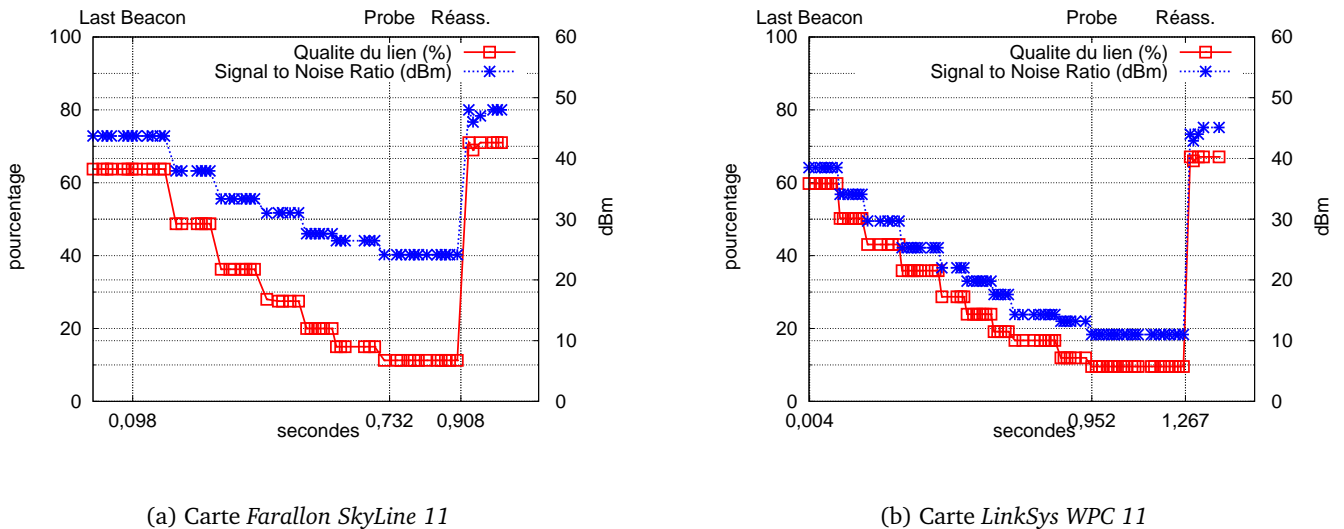 Last Beacon Probe Réass.
100
80
60
40
20
0
pourcentage
Qualite du lien (%)
Signal to Noise Ratio (dBm)
60
50
40
30
20
10
0
dBm
0,098 0,732 0,908
secondes
(a) Carte Farallon SkyLine 11
Last Beacon Probe Réass.
100
80
60
40
20
0
pourcentage
Qualite du lien (%)
Signal to Noise Ratio (dBm)
60
50
40
30
20
10
0
dBm
0,004 0,952 1,267
secondes
(b) Carte LinkSys WPC 11